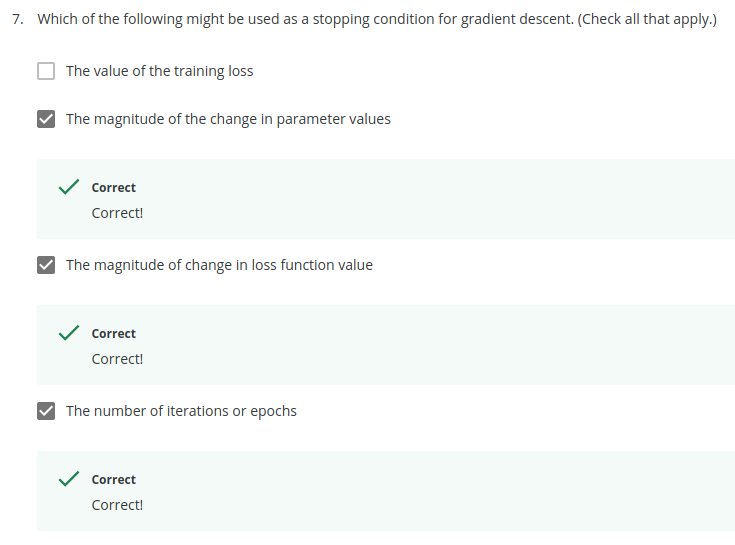 7. Which of the following might be used as a stopping condition for gradient descent. (Check all that apply.)
The value of the training loss
The magnitude of the change in parameter values
Correct
Correct!
The magnitude of change in loss function value
Correct
Correct!
The number of iterations or epochs
Correct
Correct!